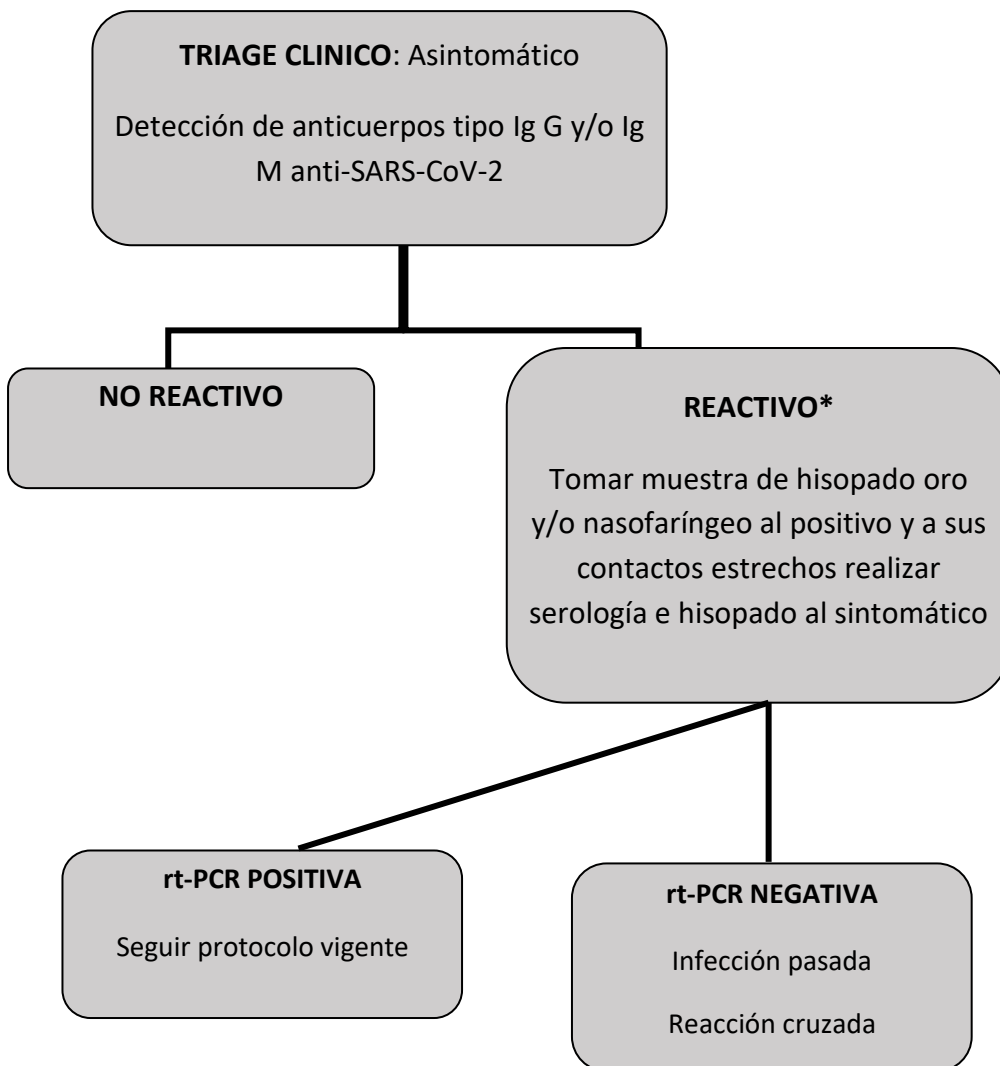 TRIAGE CLINICO: Asintomático
Detección de anticuerpos tipo Ig G y/o Ig
M anti-SARS-CoV-2
NO REACTIVO
REACTIVO*
Tomar muestra de hisopado oro
y/o nasofaríngeo al positivo y a sus
contactos estrechos realizar
serología e hisopado al sintomático
rt-PCR POSITIVA
Seguir protocolo vigente
rt-PCR NEGATIVA
Infección pasada
Reacción cruzada